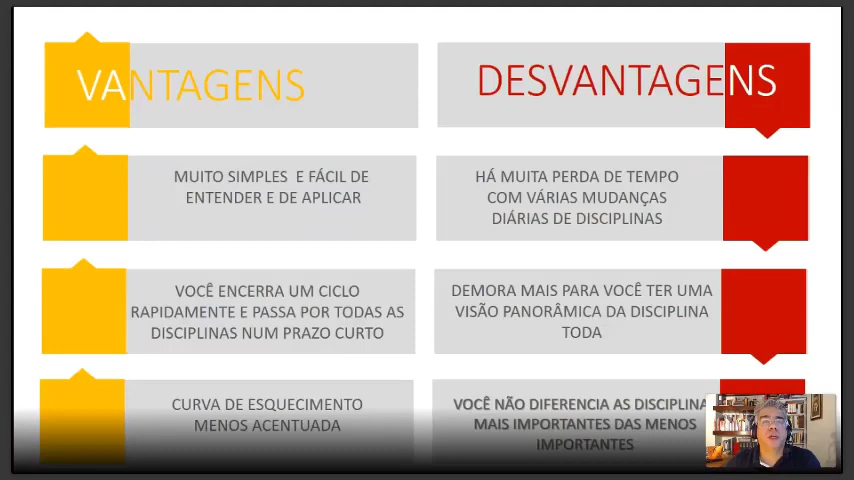 VANTAGENS
DESVANTAGENS
MUITO SIMPLES E FÁCIL DE
ENTENDER E DE APLICAR
HÁ MUITA PERDA DE TEMPO
COM VÁRIAS MUDANÇAS
DIÁRIAS DE DISCIPLINAS
VOCÊ ENCERRA UM CICLO
RAPIDAMENTE E PASSA POR TODAS AS
DISCIPLINAS NUM PRAZO CURTO
DEMORA MAIS PARA VOCÊ TER UMA
VISÃO PANORÂMICA DA DISCIPLINA
TODA
CURVA DE ESQUECIMENTO
MENOS ACENTUADA
VOCÊ NÃO DIFERENCIA AS DISCIPLINA
MAIS IMPORTANTES DAS MENOS
IMPORTANTES